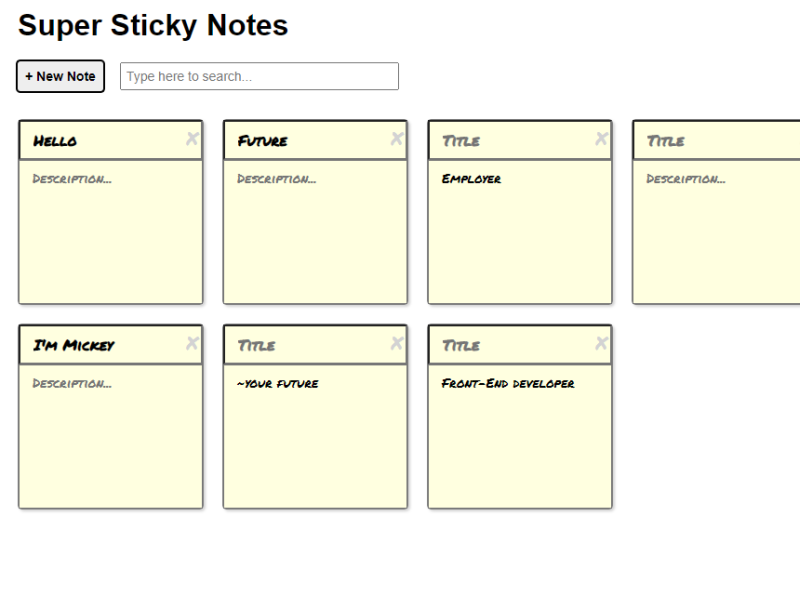 Super Sticky Notes
+ New Note
Type here to search...
Hello
x
Description...
Future
x
Description...
Title
x
Employer
Title
Description...
I'm Mickey
x
Description...
Title
x
~your future
Title
x
Front-End developer